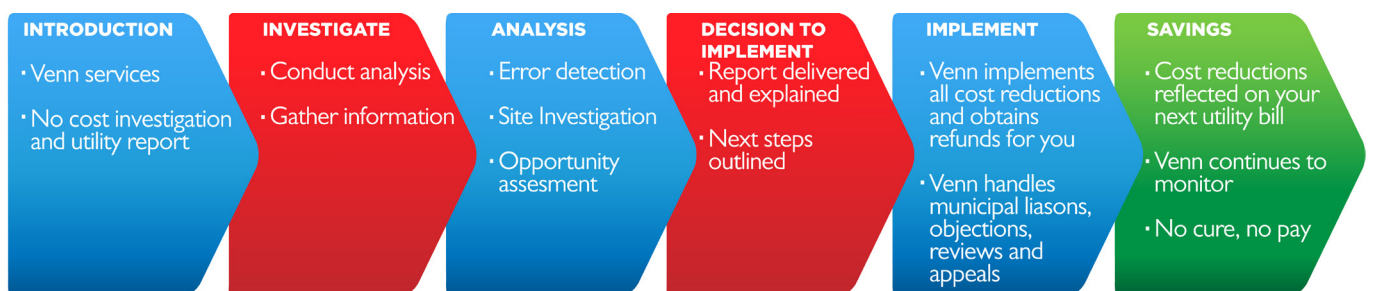 INTRODUCTION
· Venn services
· No cost investigation
and utility report
INVESTIGATE
· Conduct analysis
· Gather information
ANALYSIS
· Error detection
· Site Investigation
· Opportunity
assesment
DECISION TO
IMPLEMENT
· Report delivered
and explained
· Next steps
outlined
IMPLEMENT
· Venn implements
all cost reductions
and obtains
refunds for you
· Venn handles
municipal liasons,
objections,
reviews and
appeals
SAVINGS
· Cost reductions
reflected on your
next utility bill
· Venn continues to
monitor
· No cure, no pay